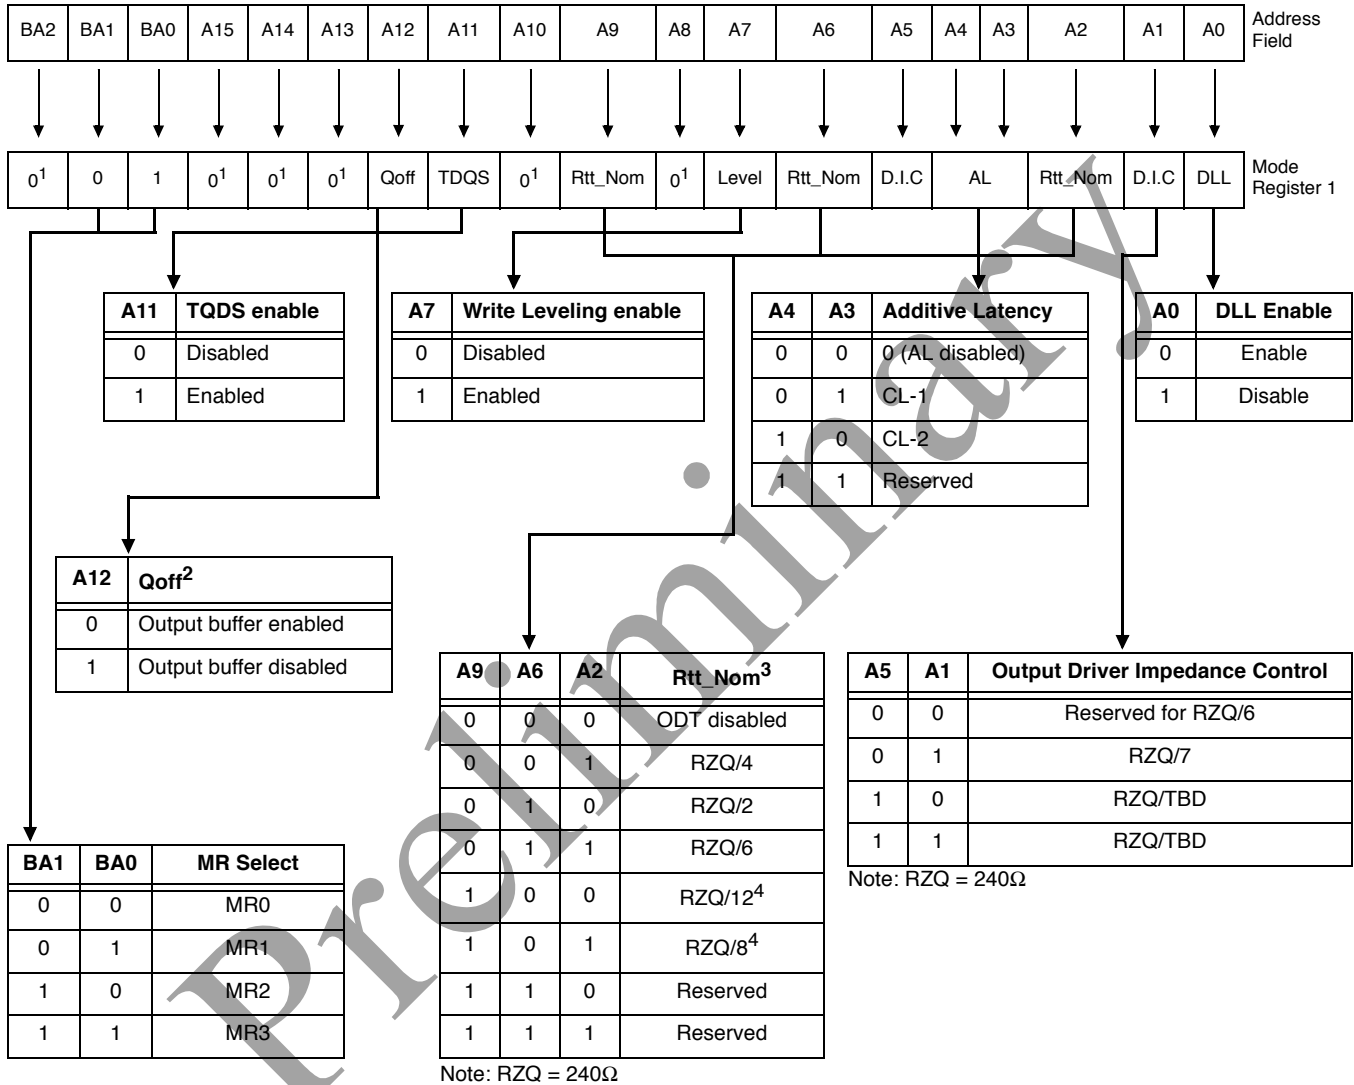 BA2 BA1 BA0 A15 A14 A13 A12 A11 A10 A9 A8 A7 A6 A5 A4 A3 A2 A1 A0 Address Field
0¹ 0 1 0¹ 0¹ 0¹ Qoff TDQS 0¹ Rtt_Nom 0¹ Level Rtt_Nom D.I.C AL Rtt_Nom D.I.C DLL Mode Register 1
A11 TQDS enable
0 Disabled
1 Enabled
A7 Write Leveling enable
0 Disabled
1 Enabled
A4 A3 Additive Latency
0 0 0 (AL disabled)
0 1 CL-1
1 0 CL-2
1 1 Reserved
A0 DLL Enable
0 Enable
1 Disable
A12 Qoff²
0 Output buffer enabled
1 Output buffer disabled
A9 A6 A2 Rtt_Nom³
0 0 0 ODT disabled
0 0 1 RZQ/4
0 1 0 RZQ/2
0 1 1 RZQ/6
1 0 0 RZQ/12⁴
1 0 1 RZQ/8⁴
1 1 0 Reserved
1 1 1 Reserved
Note: RZQ = 240Ω
A5 A1 Output Driver Impedance Control
0 0 Reserved for RZQ/6
0 1 RZQ/7
1 0 RZQ/TBD
1 1 RZQ/TBD
Note: RZQ = 240Ω
BA1 BA0 MR Select
0 0 MR0
0 1 MR1
1 0 MR2
1 1 MR3
Preliminary